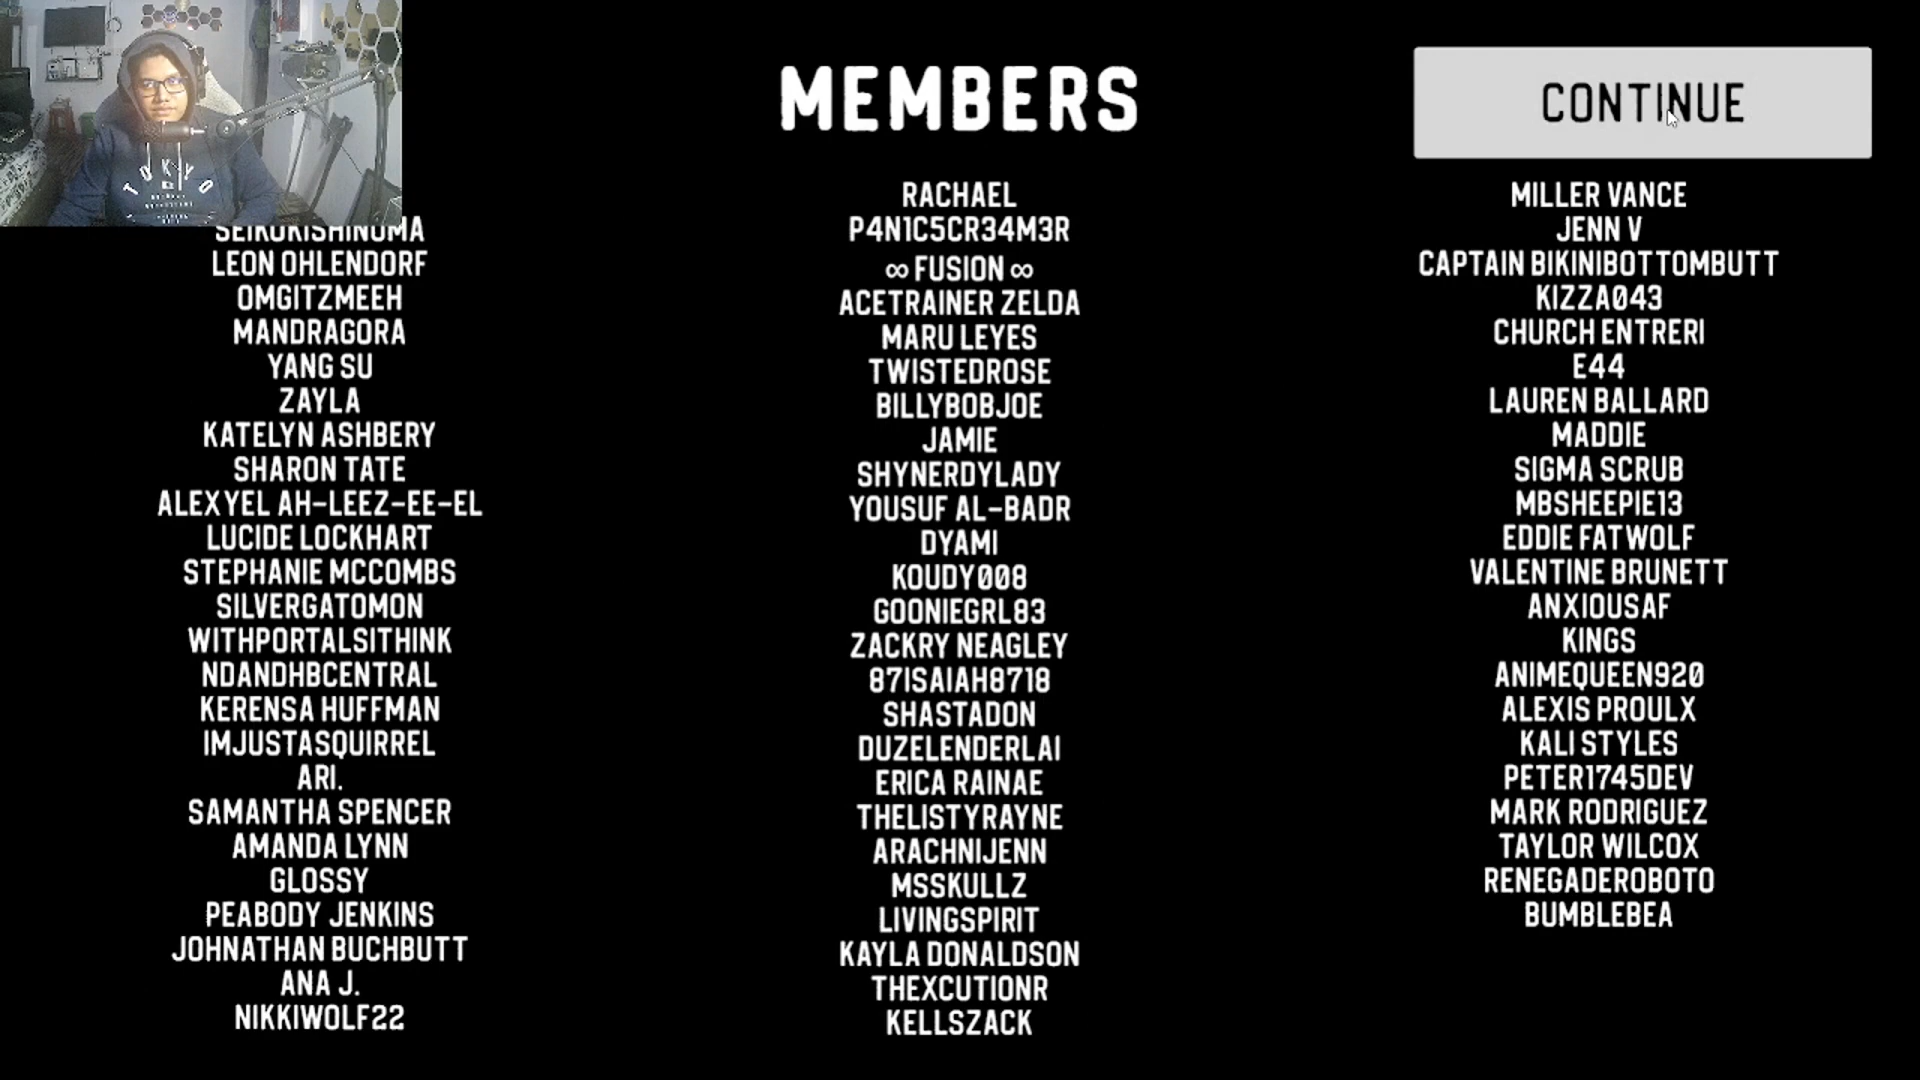 MEMBERS
CONTINUE
TOKYO
LEON OHLENDORF
OMGITZMEEH
MANDRAGORA
YANG SU
ZAYLA
KATELYN ASHBERY
SHARON TATE
ALEXYEL AH-LEEZ-EE-EL
LUCIDE LOCKHART
STEPHANIE MCCOMBS
SILVERGATOMON
WITHPORTALSITHINK
NDANDHBCENTRAL
KERENSA HUFFMAN
IMJUSTASQUIRREL
ARI.
SAMANTHA SPENCER
AMANDA LYNN
GLOSSY
PEABODY JENKINS
JOHNATHAN BUCHBUTT
ANA J.
NIKKIWOLF22
RACHAEL
P4N1C5CR34M3R
∞ FUSION ∞
ACETRAINER ZELDA
MARU LEYES
TWISTEDROSE
BILLYBOBJOE
JAMIE
SHYNERDYLADY
YOUSUF AL-BADR
DYAMI
KOUDY008
GOONIEGRL83
ZACKRY NEAGLEY
87ISAIAH8718
SHASTADON
DUZELENDERLAI
ERICA RAINAE
THELISTYRAYNE
ARACHNIJENN
MSSKULLZ
LIVINGSPIRIT
KAYLA DONALDSON
THEXCUTIONR
KELLSZACK
MILLER VANCE
JENN V
CAPTAIN BIKINIBOTTOMBUTT
KIZZA043
CHURCH ENTRERI
E44
LAUREN BALLARD
MADDIE
SIGMA SCRUB
MBSHEEPIE13
EDDIE FATWOLF
VALENTINE BRUNETT
ANXIOUSAF
KINGS
ANIMEQUEEN920
ALEXIS PROULX
KALI STYLES
PETER1745DEV
MARK RODRIGUEZ
TAYLOR WILCOX
RENEGADEROBOTO
BUMBLEBEA